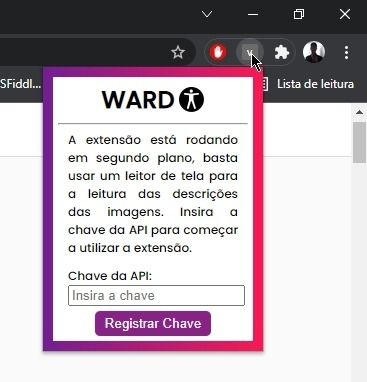 SFiddl...
Lista de leitura
WARD
A extensão está rodando
em segundo plano, basta
usar um leitor de tela para
a leitura das descrições
das imagens. Insira a
chave da API para começar
a utilizar a extensão.
Chave da API:
Insira a chave
Registrar Chave